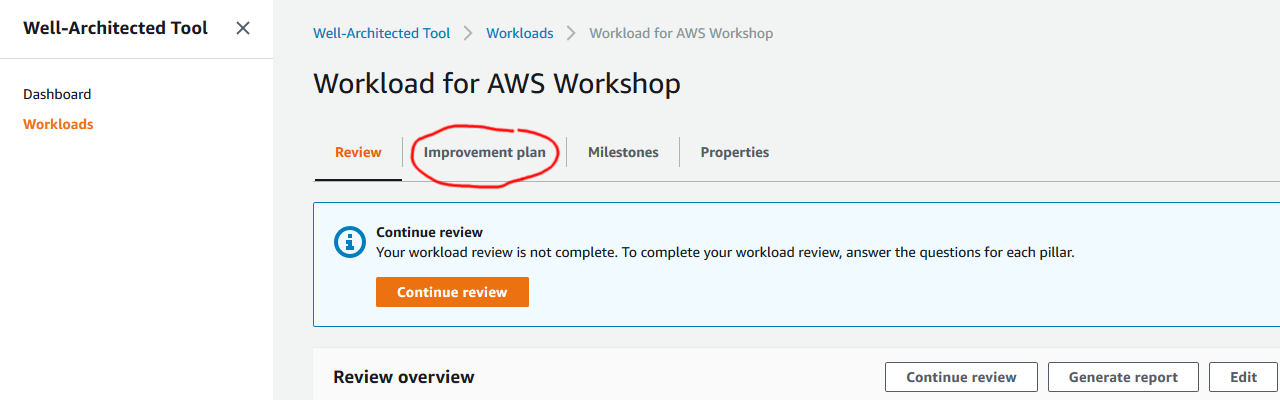 Well-Architected Tool
Dashboard
Workloads
Well-Architected Tool > Workloads > Workload for AWS Workshop
Workload for AWS Workshop
Review Improvement plan Milestones Properties
Continue review
Your workload review is not complete. To complete your workload review, answer the questions for each pillar.
Continue review
Review overview Continue review Generate report Edit